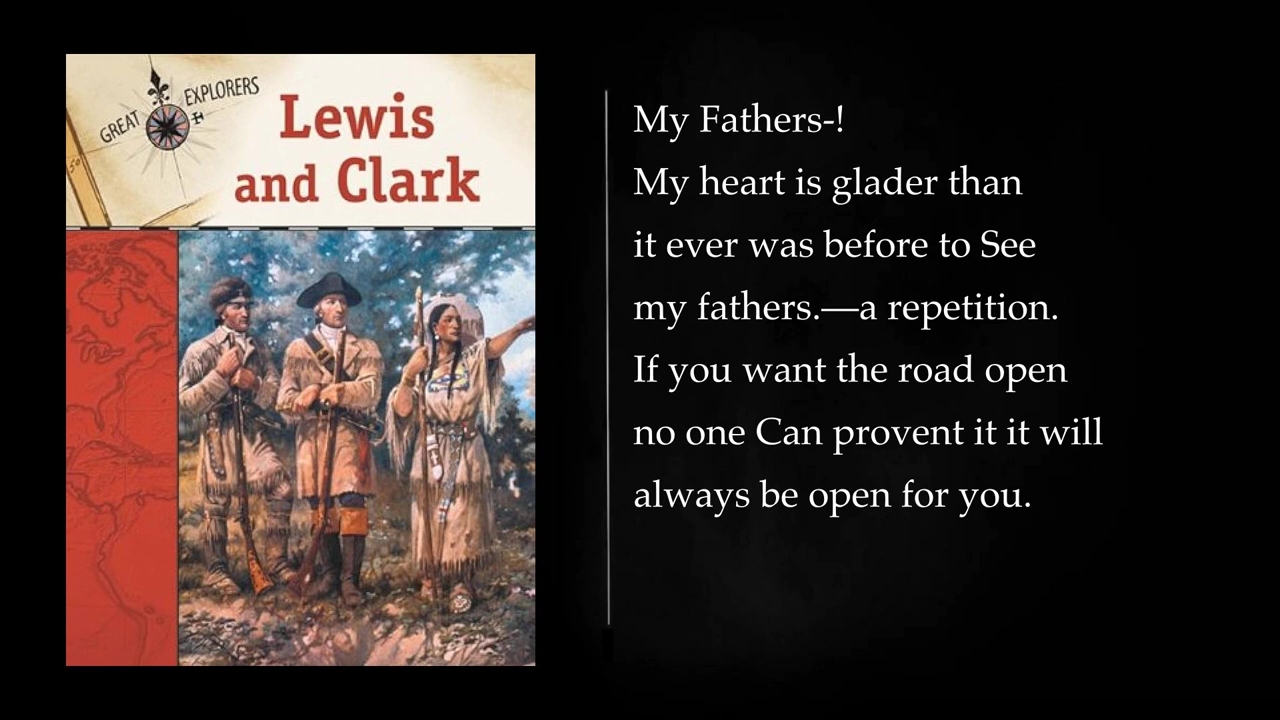 GREAT EXPLORERS
Lewis
and Clark
My Fathers-!
My heart is glader than
it ever was before to See
my fathers.—a repetition.
If you want the road open
no one Can provent it it will
always be open for you.